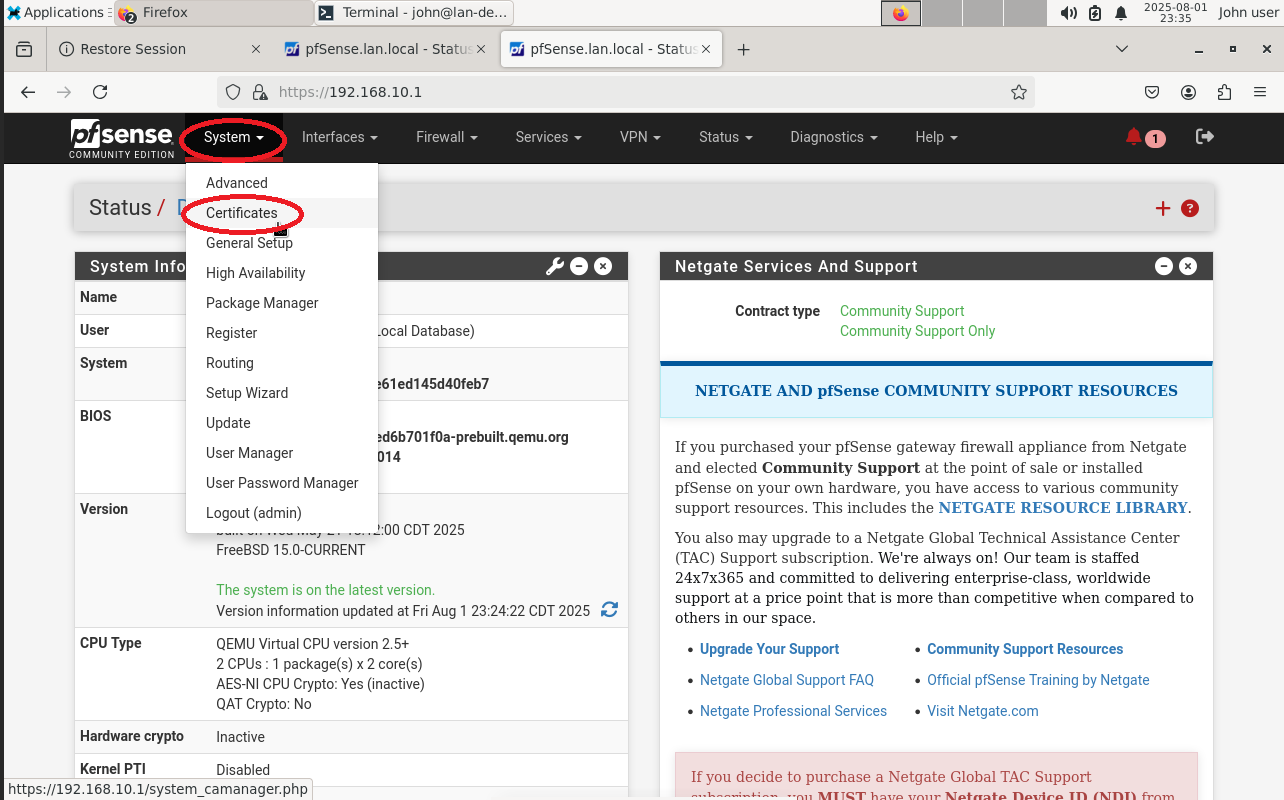 Applications
2 Firefox
Terminal - john@lan-de...
2025-08-01
23:35
John user
Restore Session
pfSense.lan.local - Status
pfSense.lan.local - Status
https://192.168.10.1
pfsense
COMMUNITY EDITION
System
Interfaces
Firewall
Services
VPN
Status
Diagnostics
Help
1
Advanced
Certificates
General Setup
High Availability
Package Manager
Register
Routing
Setup Wizard
Update
User Manager
User Password Manager
Logout (admin)
Status /
System Info
Name
User
Local Database)
System
e61ed145d40feb7
BIOS
ed6b701f0a-prebuilt.qemu.org
014
Version
CDT 2025
FreeBSD 15.0-CURRENT
The system is on the latest version.
Version information updated at Fri Aug 1 23:24:22 CDT 2025
CPU Type
QEMU Virtual CPU version 2.5+
2 CPUs : 1 package(s) x 2 core(s)
AES-NI CPU Crypto: Yes (inactive)
QAT Crypto: No
Hardware crypto
Inactive
Kernel PTI
Disabled
Netgate Services And Support
Contract type
Community Support
Community Support Only
NETGATE AND pfSense COMMUNITY SUPPORT RESOURCES
If you purchased your pfSense gateway firewall appliance from Netgate
and elected Community Support at the point of sale or installed
pfSense on your own hardware, you have access to various community
support resources. This includes the NETGATE RESOURCE LIBRARY.
You also may upgrade to a Netgate Global Technical Assistance Center
(TAC) Support subscription. We're always on! Our team is staffed
24x7x365 and committed to delivering enterprise-class, worldwide
support at a price point that is more than competitive when compared to
others in our space.
• Upgrade Your Support
• Community Support Resources
• Netgate Global Support FAQ
• Official pfSense Training by Netgate
• Netgate Professional Services
• Visit Netgate.com
If you decide to purchase a Netgate Global TAC Support
subscription, you MUST have your Netgate Device ID (NDI) from
https://192.168.10.1/system_camanager.php